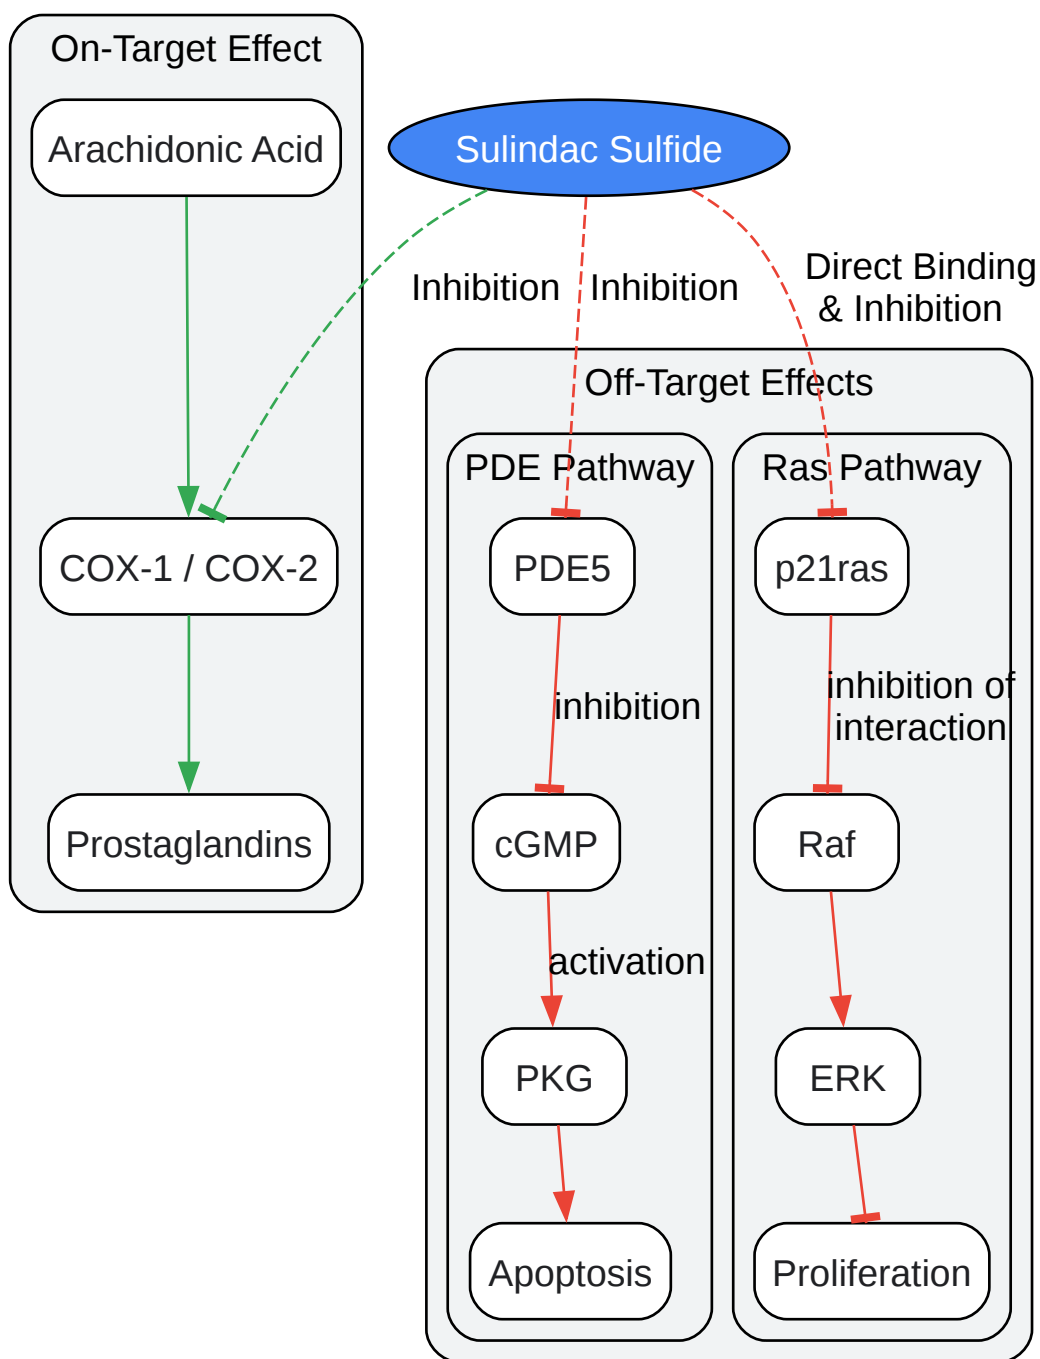 On-Target Effect
Arachidonic Acid
Sulindac Sulfide
Inhibition
Inhibition
Direct Binding
& Inhibition
Off-Target Effects
PDE Pathway
Ras Pathway
COX-1 / COX-2
PDE5
p21ras
inhibition
inhibition of
interaction
Prostaglandins
cGMP
Raf
activation
PKG
ERK
Apoptosis
Proliferation